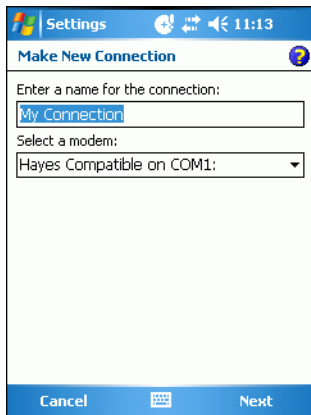 Settings 11:13
Make New Connection ?
Enter a name for the connection:
My Connection
Select a modem:
Hayes Compatible on COM1:
Cancel Next